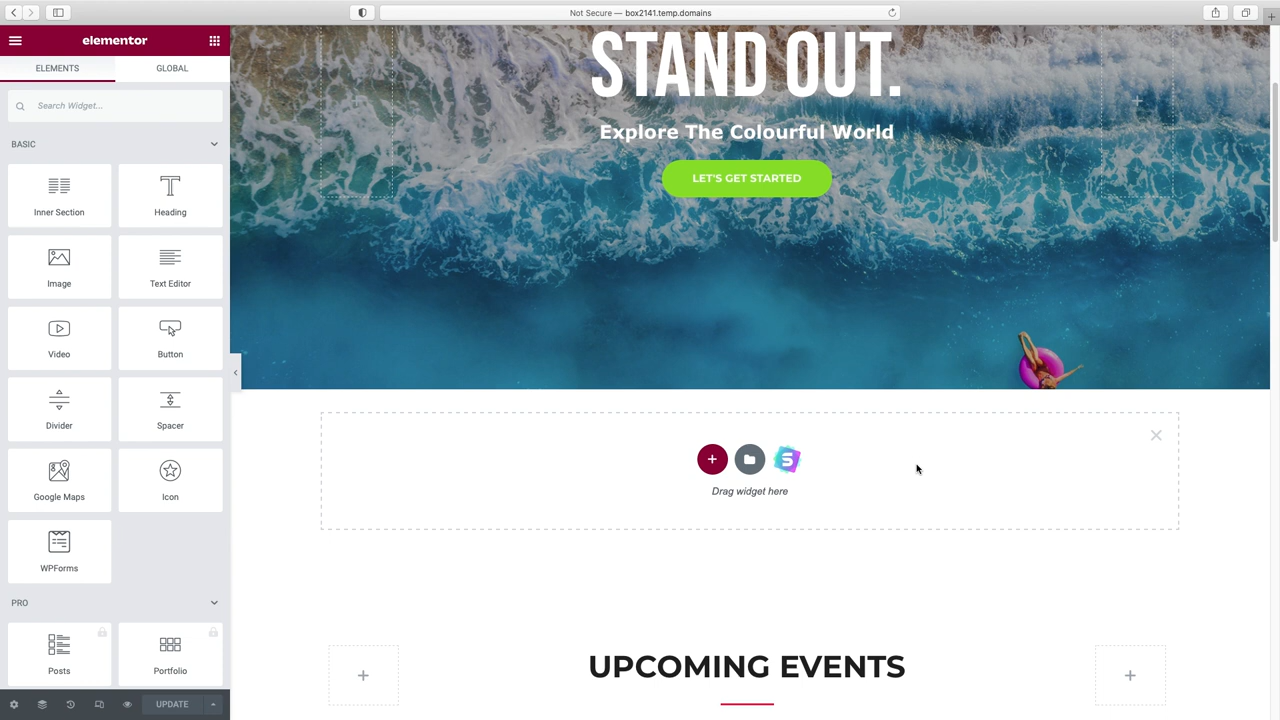 Not Secure — box2141.temp.domains
elementor
ELEMENTS
GLOBAL
Search Widget...
BASIC
Inner Section
Heading
Image
Text Editor
Video
Button
Divider
Spacer
Google Maps
Icon
WPForms
PRO
Posts
Portfolio
UPDATE
STAND OUT.
Explore The Colourful World
LET'S GET STARTED
S
Drag widget here
UPCOMING EVENTS